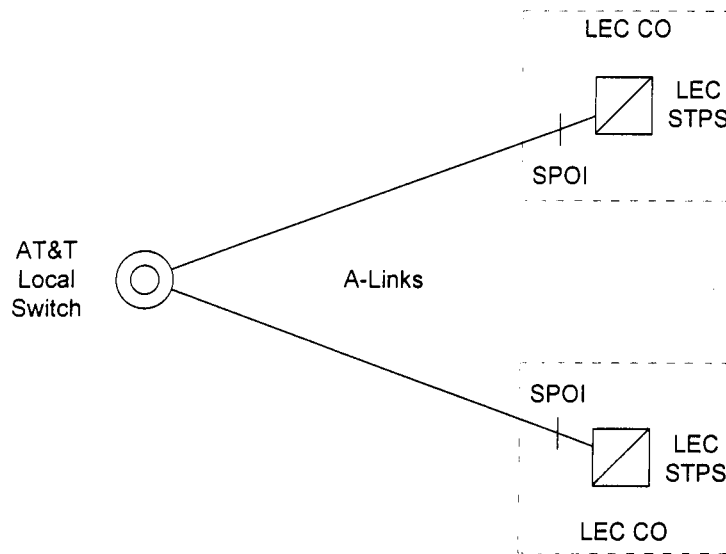 LEC CO
LEC
STPS
SPOI
AT&T
Local
Switch
A-Links
SPOI
LEC
STPS
LEC CO